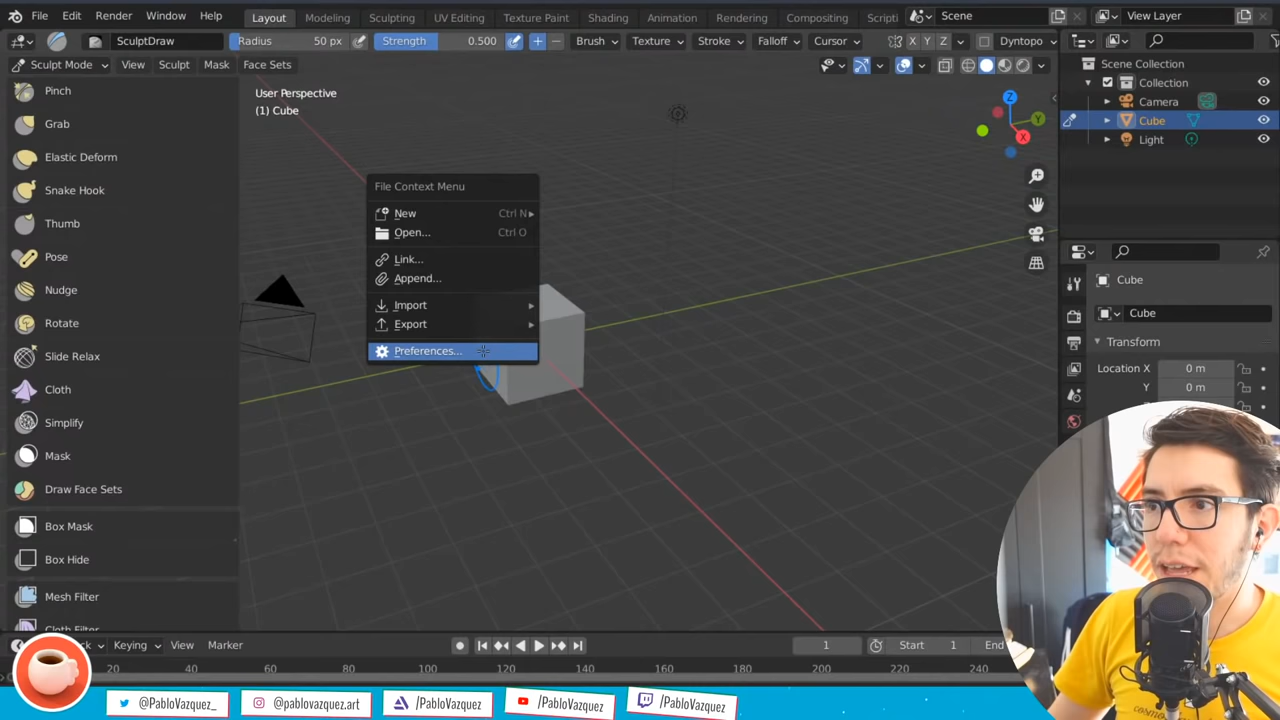 File Edit Render Window Help Layout Modeling Sculpting UV Editing Texture Paint Shading Animation Rendering Compositing Scripti Scene View Layer
SculptDraw Radius 50 px Strength 0.500 + − Brush Texture Stroke Falloff Cursor X Y Z Dyntopo
Sculpt Mode View Sculpt Mask Face Sets
Scene Collection
Collection
Camera
Cube
Light
Pinch
Grab
Elastic Deform
Snake Hook
Thumb
Pose
Nudge
Rotate
Slide Relax
Cloth
Simplify
Mask
Draw Face Sets
Box Mask
Box Hide
Mesh Filter
User Perspective
(1) Cube
Z
Y
X
File Context Menu
New Ctrl N
Open... Ctrl O
Link...
Append...
Import
Export
Preferences...
Cube
Cube
Transform
Location X 0 m
Y 0 m
Keying View Marker 1 Start 1 End
20 40 60 80 100 120 140 160 180 200 220 240
@PabloVazquez_ @pablovazquez.art /PabloVazquez /PabloVazquez /PabloVazquez